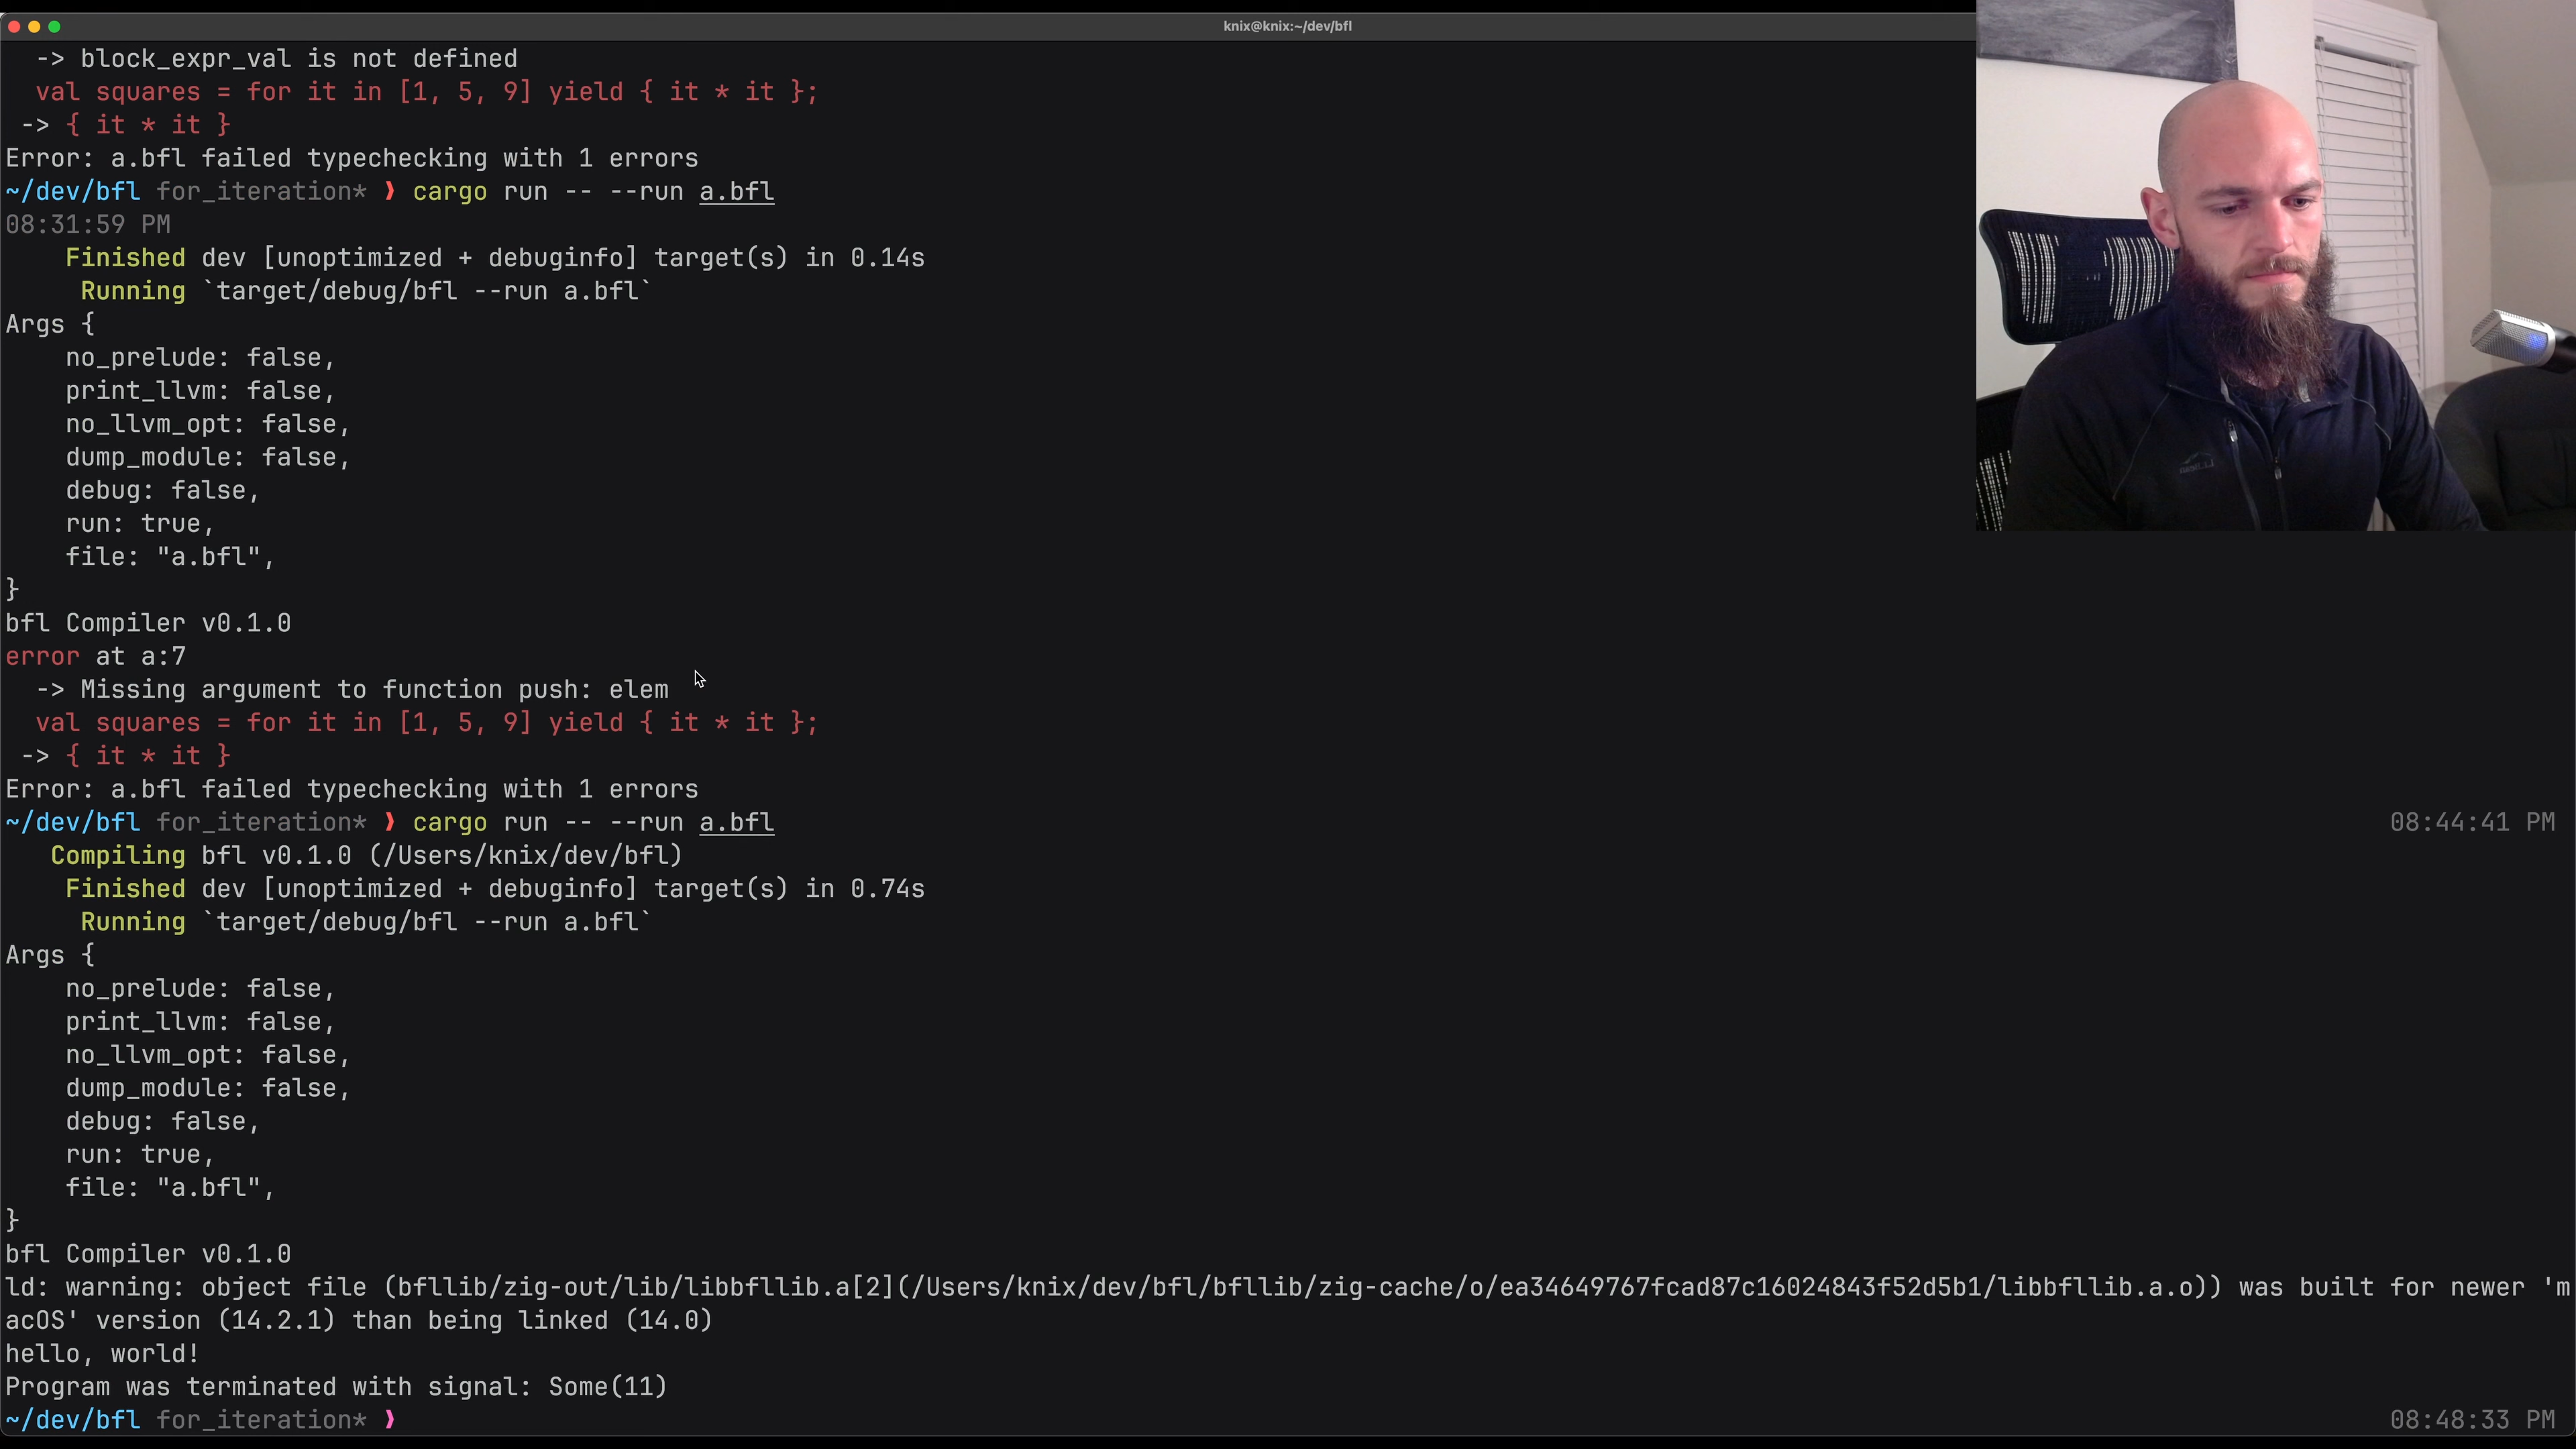 knix@knix:~/dev/bfl
-> block_expr_val is not defined
val squares = for it in [1, 5, 9] yield { it * it };
-> { it * it }
Error: a.bfl failed typechecking with 1 errors
~/dev/bfl for_iteration* ❯ cargo run -- --run a.bfl
08:31:59 PM
Finished dev [unoptimized + debuginfo] target(s) in 0.14s
Running `target/debug/bfl --run a.bfl`
Args {
no_prelude: false,
print_llvm: false,
no_llvm_opt: false,
dump_module: false,
debug: false,
run: true,
file: "a.bfl",
}
bfl Compiler v0.1.0
error at a:7
-> Missing argument to function push: elem
val squares = for it in [1, 5, 9] yield { it * it };
-> { it * it }
Error: a.bfl failed typechecking with 1 errors
~/dev/bfl for_iteration* ❯ cargo run -- --run a.bfl 08:44:41 PM
Compiling bfl v0.1.0 (/Users/knix/dev/bfl)
Finished dev [unoptimized + debuginfo] target(s) in 0.74s
Running `target/debug/bfl --run a.bfl`
Args {
no_prelude: false,
print_llvm: false,
no_llvm_opt: false,
dump_module: false,
debug: false,
run: true,
file: "a.bfl",
}
bfl Compiler v0.1.0
ld: warning: object file (bfllib/zig-out/lib/libbfllib.a[2](/Users/knix/dev/bfl/bfllib/zig-cache/o/ea34649767fcad87c16024843f52d5b1/libbfllib.a.o)) was built for newer 'm
acOS' version (14.2.1) than being linked (14.0)
hello, world!
Program was terminated with signal: Some(11)
~/dev/bfl for_iteration* ❯ 08:48:33 PM